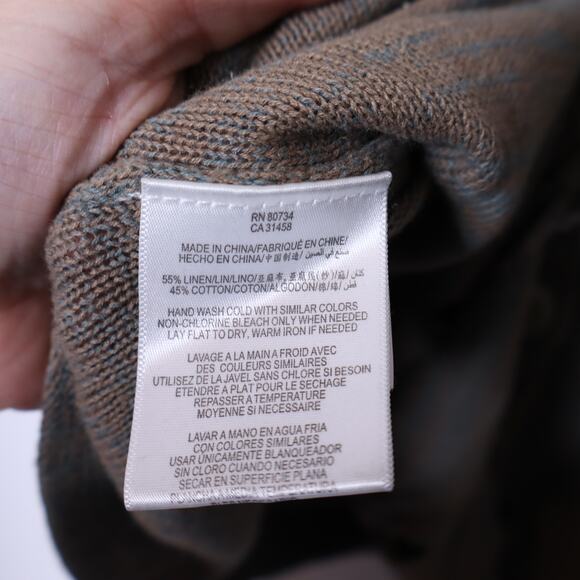 RN 80734
CA 31458
MADE IN CHINA/FABRIQUÉ EN CHINE/
HECHO EN CHINA/中国制造/صنع في الصين
55% LINEN/LIN/LINO/亚麻布, 亚麻(纱)/麻/كتان
45% COTTON/COTON/ALGODON/棉/棉/قطن
HAND WASH COLD WITH SIMILAR COLORS
NON-CHLORINE BLEACH ONLY WHEN NEEDED
LAY FLAT TO DRY, WARM IRON IF NEEDED
LAVAGE A LA MAIN A FROID AVEC
DES COULEURS SIMILAIRES
UTILISEZ DE LA JAVEL SANS CHLORE SI BESOIN
ETENDRE A PLAT POUR LE SECHAGE
REPASSER A TEMPERATURE
MOYENNE SI NECESSAIRE
LAVAR A MANO EN AGUA FRIA
CON COLORES SIMILARES
USAR ÚNICAMENTE BLANQUEADOR
SIN CLORO CUANDO NECESARIO
SECAR EN SUPERFICIE PLANA
PLANCHA A MEDIA TEMPERATURA